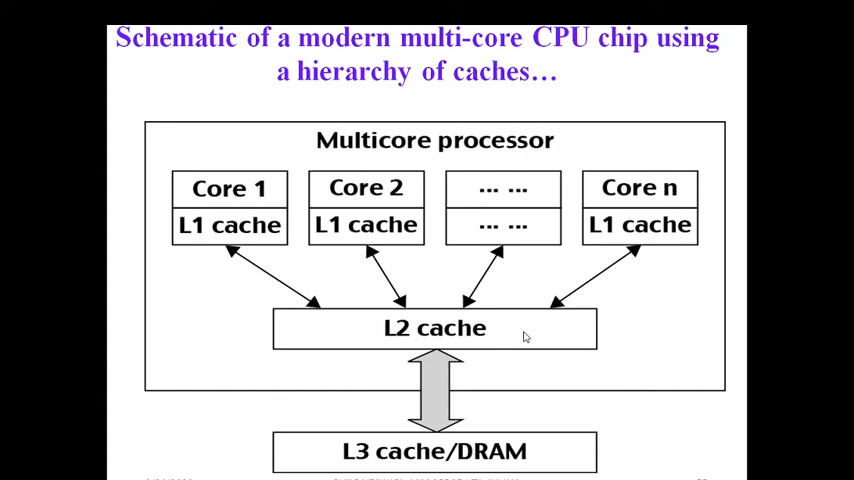 Schematic of a modern multi-core CPU chip using
a hierarchy of caches…
Multicore processor
Core 1 Core 2 ... ... Core n
L1 cache L1 cache ... ... L1 cache
L2 cache
L3 cache/DRAM